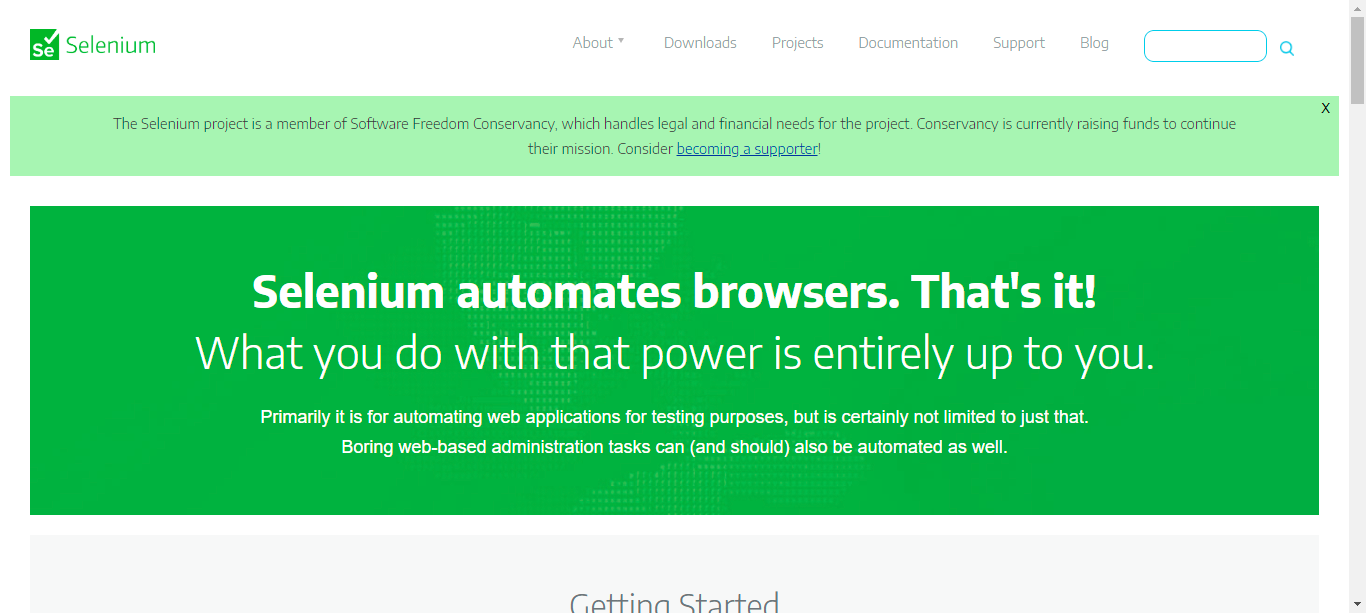 Se Selenium
About Downloads Projects Documentation Support Blog
X
The Selenium project is a member of Software Freedom Conservancy, which handles legal and financial needs for the project. Conservancy is currently raising funds to continue
their mission. Consider becoming a supporter!
Selenium automates browsers. That's it!
What you do with that power is entirely up to you.
Primarily it is for automating web applications for testing purposes, but is certainly not limited to just that.
Boring web-based administration tasks can (and should) also be automated as well.
Getting Started